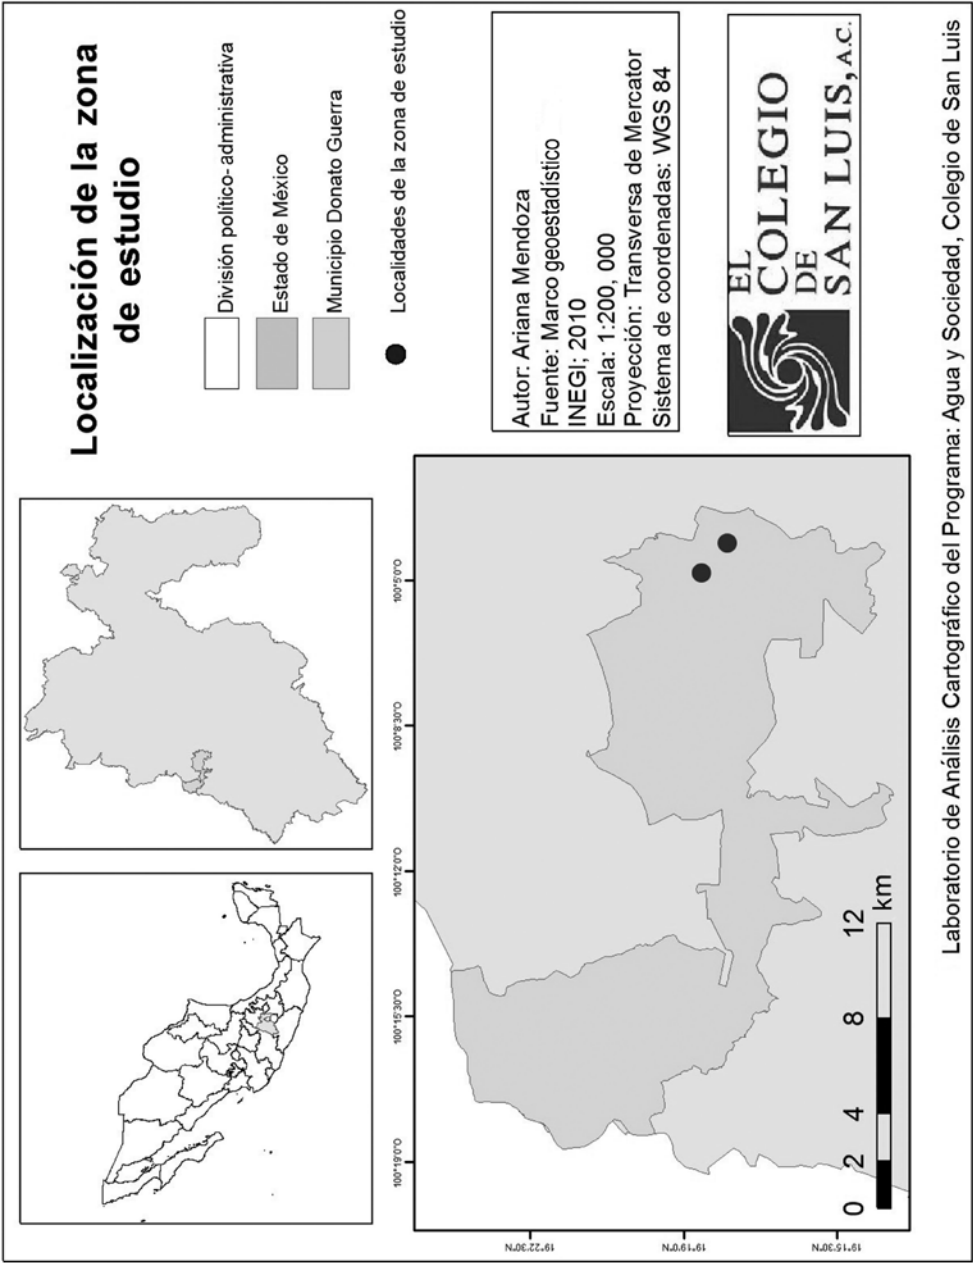 Localización de la zona
de estudio
División político- administrativa
Estado de México
Municipio Donato Guerra
Localidades de la zona de estudio
Autor: Ariana Mendoza
Fuente: Marco geoestadístico
INEGI; 2010
Escala: 1:200, 000
Proyección: Transversa de Mercator
Sistema de coordenadas: WGS 84
EL
COLEGIO
DE
SAN LUIS, A.C.
100°19'0"O 100°15'30"O 100°12'0"O 100°8'30"O 100°5'0"O
19°22'30"N
19°19'0"N
19°15'30"N
0 2 4 8 12
km
Laboratorio de Análisis Cartográfico del Programa: Agua y Sociedad, Colegio de San Luis